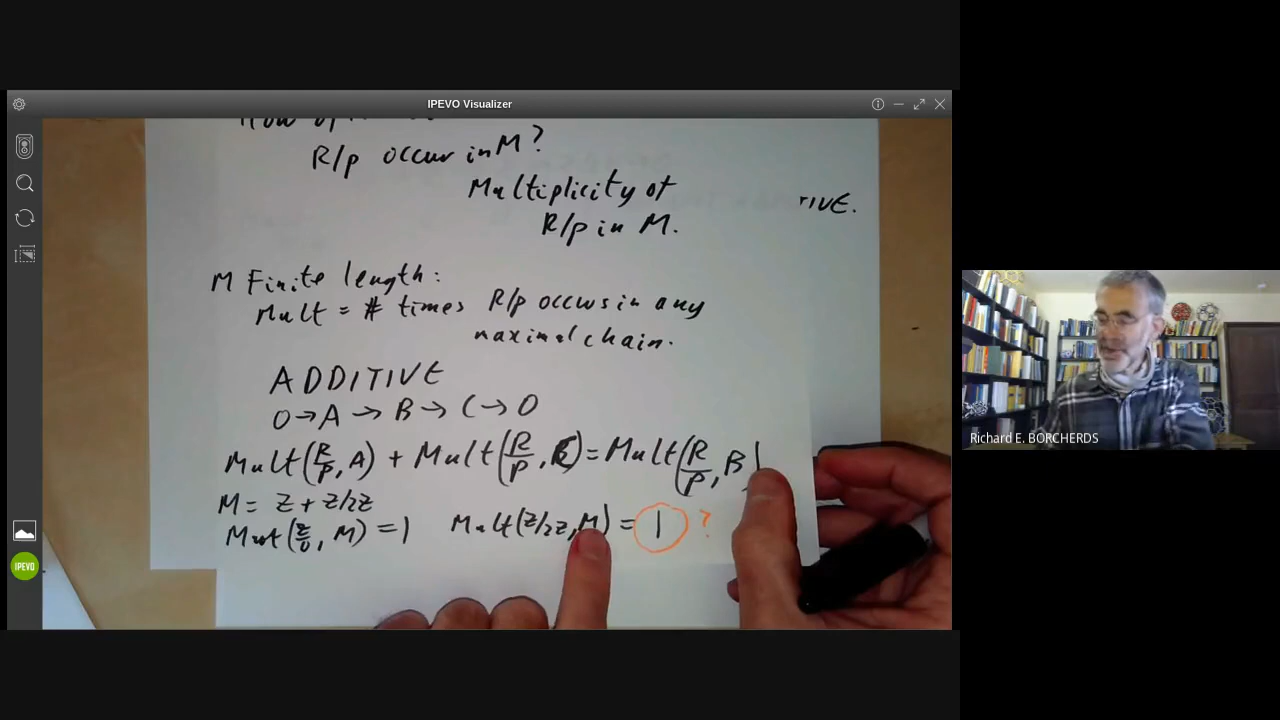 IPEVO Visualizer
R/p occur in M?
Multiplicity of
R/p in M.
TIVE.
M Finite length:
Mult = # times R/p occurs in any
maximal chain.
ADDITIVE
0→A→B→C→0
Mult(R/p, A) + Mult(R/p, C) = Mult(R/p, B)
M = Z + Z/2Z
Mult(Z/0, M) = 1 Mult(Z/2Z, M) = 1 ?
IPEVO
Richard E. BORCHERDS